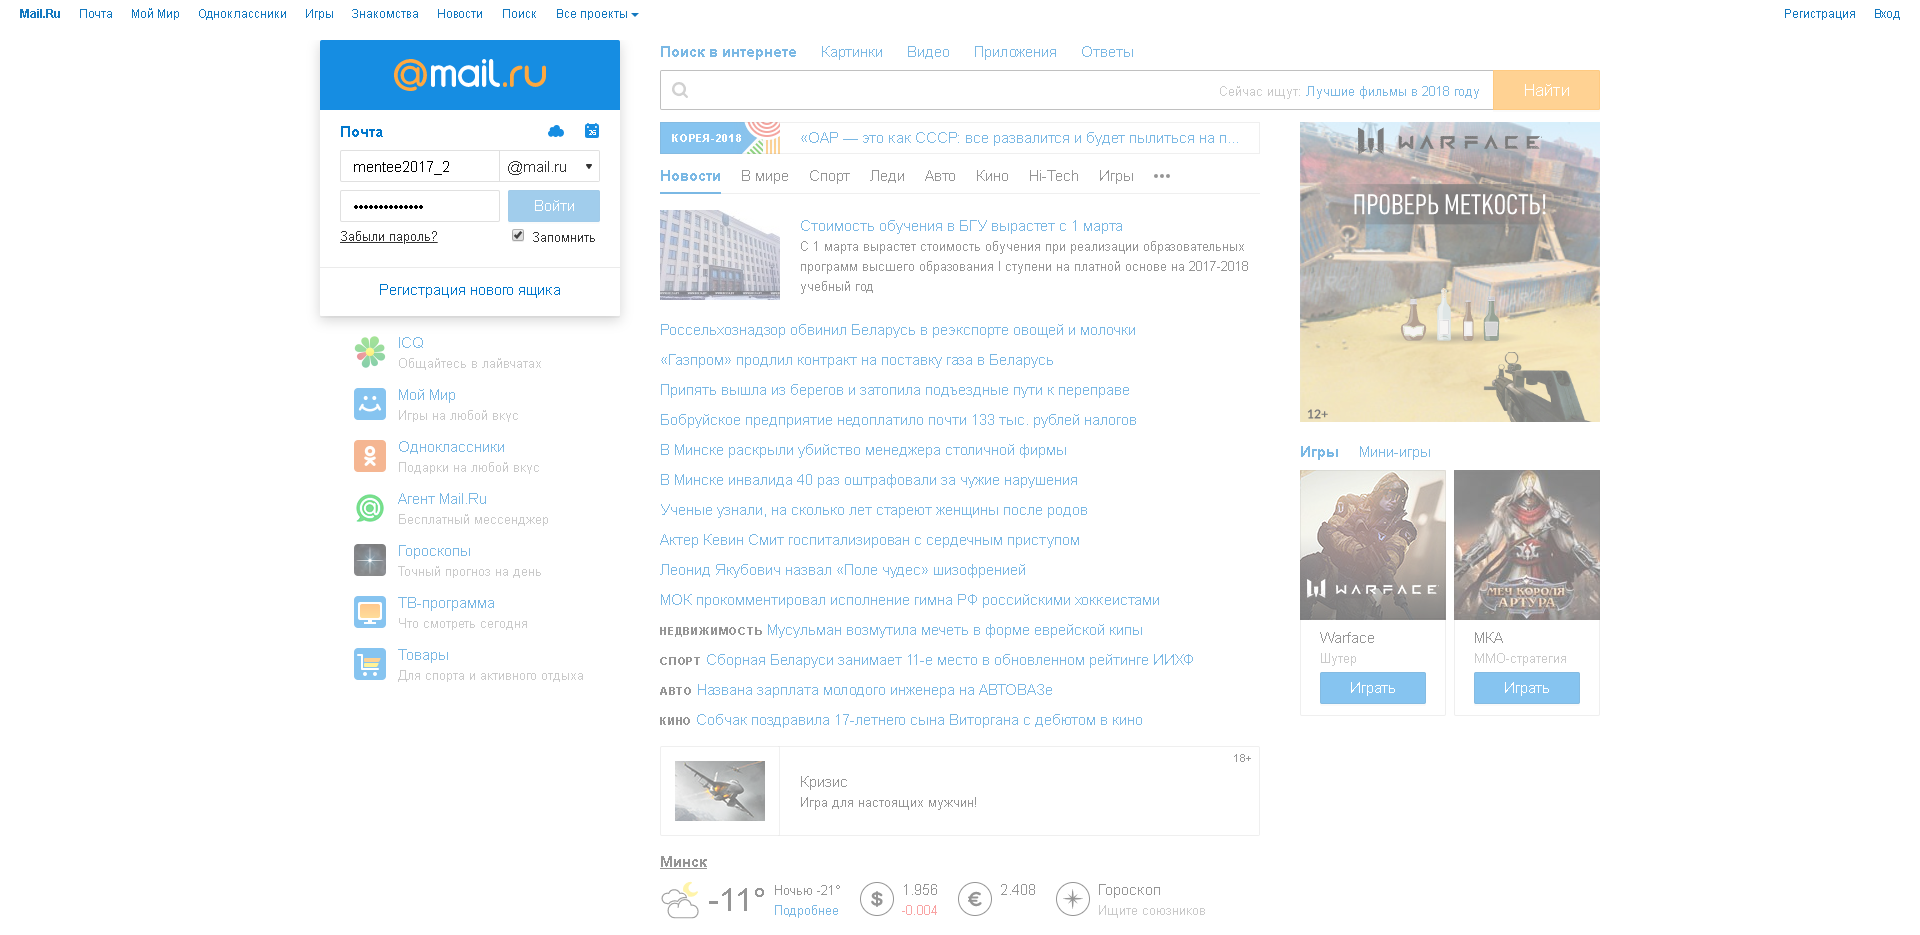 Mail.Ru Почта Мой Мир Одноклассники Игры Знакомства Новости Поиск Все проекты Регистрация Вход
@mail.ru
Почта
26
mentee2017_2 @mail.ru
•••••••••••••• Войти
Забыли пароль? Запомнить
Регистрация нового ящика
ICQ
Общайтесь в лайвчатах
Мой Мир
Игры на любой вкус
Одноклассники
Подарки на любой вкус
Агент Mail.Ru
Бесплатный мессенджер
Гороскопы
Точный прогноз на день
ТВ-программа
Что смотреть сегодня
Товары
Для спорта и активного отдыха
Поиск в интернете Картинки Видео Приложения Ответы
Сейчас ищут: Лучшие фильмы в 2018 году Найти
КОРЕЯ-2018 «ОАР — это как СССР: все развалится и будет пылиться на п...
Новости В мире Спорт Леди Авто Кино Hi-Tech Игры •••
Стоимость обучения в БГУ вырастет с 1 марта
С 1 марта вырастет стоимость обучения при реализации образовательных
программ высшего образования I ступени на платной основе на 2017-2018
учебный год
Россельхознадзор обвинил Беларусь в реэкспорте овощей и молочки
«Газпром» продлил контракт на поставку газа в Беларусь
Припять вышла из берегов и затопила подъездные пути к переправе
Бобруйское предприятие недоплатило почти 133 тыс. рублей налогов
В Минске раскрыли убийство менеджера столичной фирмы
В Минске инвалида 40 раз оштрафовали за чужие нарушения
Ученые узнали, на сколько лет стареют женщины после родов
Актер Кевин Смит госпитализирован с сердечным приступом
Леонид Якубович назвал «Поле чудес» шизофренией
МОК прокомментировал исполнение гимна РФ российскими хоккеистами
НЕДВИЖИМОСТЬ Мусульман возмутила мечеть в форме еврейской кипы
СПОРТ Сборная Беларуси занимает 11-е место в обновленном рейтинге ИИХФ
АВТО Названа зарплата молодого инженера на АВТОВАЗе
КИНО Собчак поздравила 17-летнего сына Виторгана с дебютом в кино
18+
Кризис
Игра для настоящих мужчин!
Минск
-11° Ночью -21° $ 1.956 € 2.408 Гороскоп
Подробнее -0.004 Ищите союзников
WARFACE
ПРОВЕРЬ МЕТКОСТЬ!
12+
Игры Мини-игры
WARFACE
МЕЧ КОРОЛЯ
АРТУРА
Warface МКА
Шутер ММО-стратегия
Играть Играть